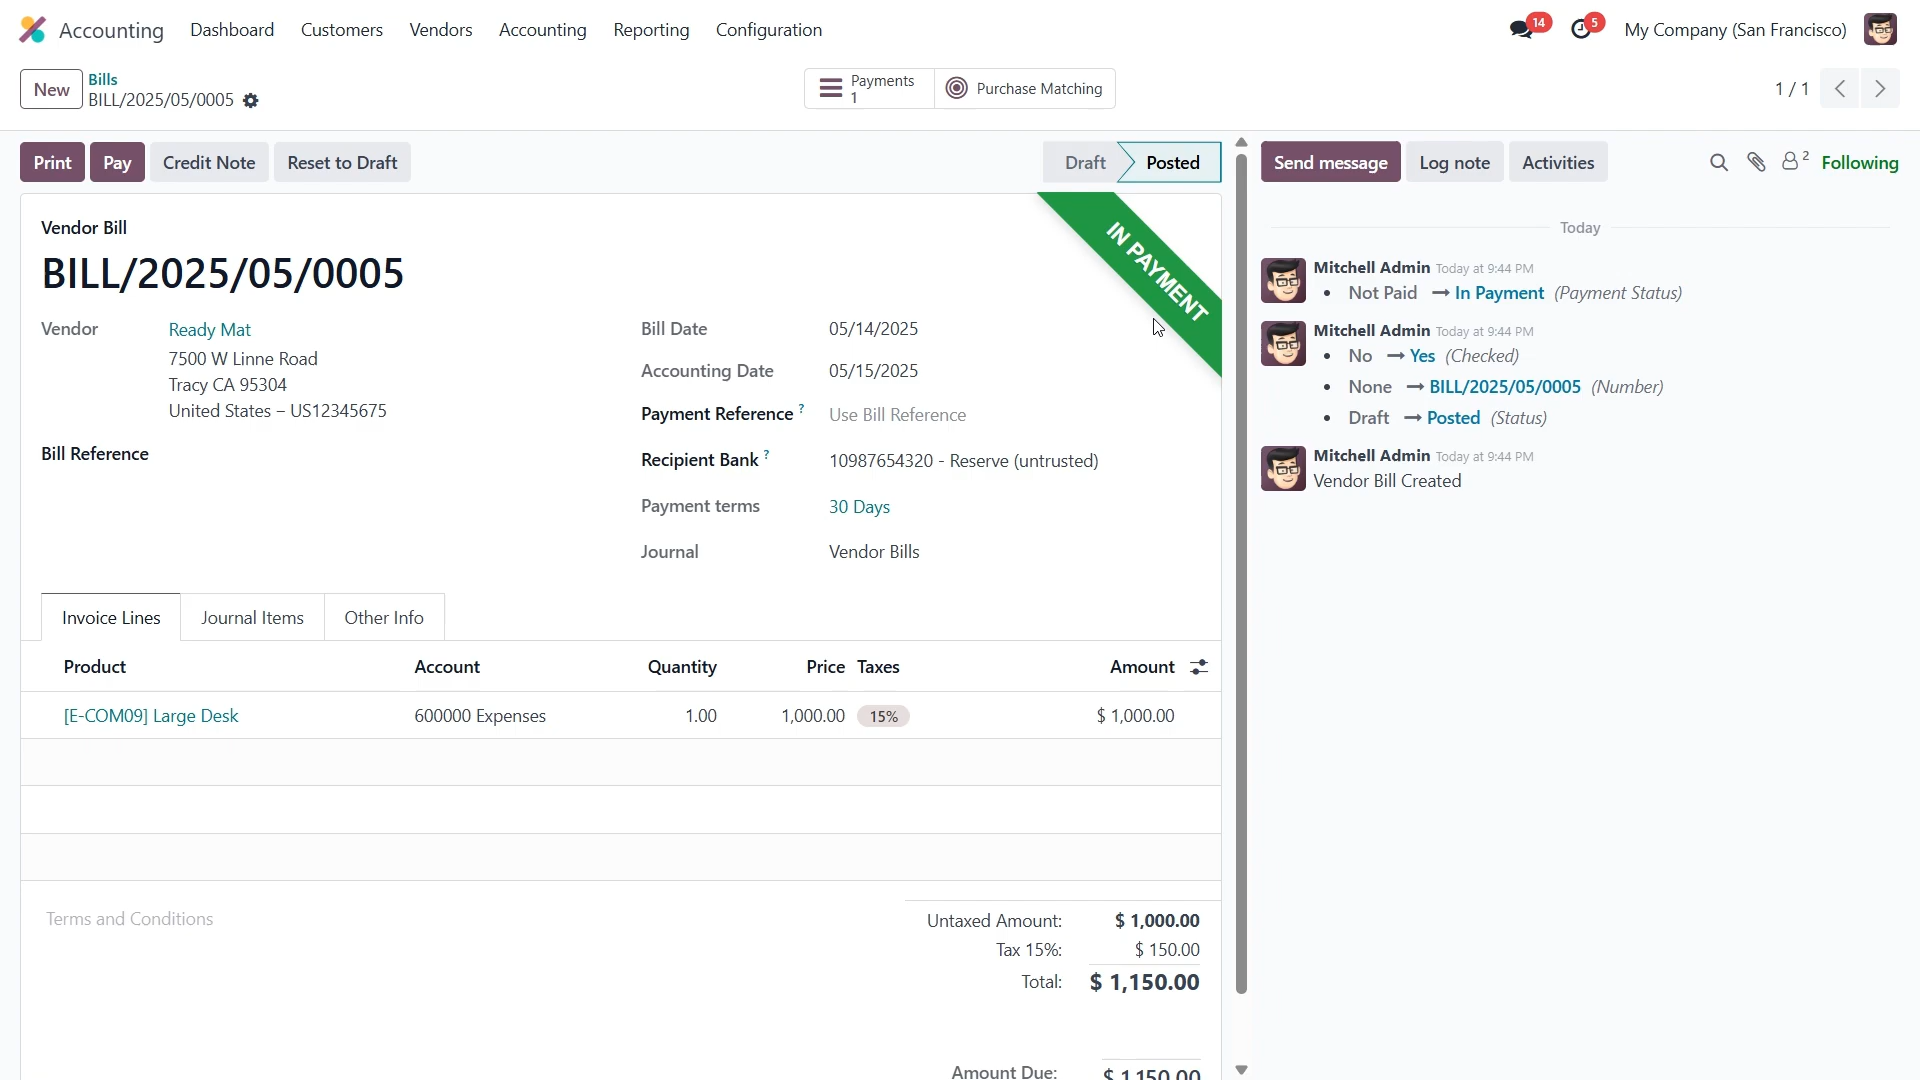 Accounting Dashboard Customers Vendors Accounting Reporting Configuration 14 5 My Company (San Francisco)
New Bills
BILL/2025/05/0005
Payments
1
Purchase Matching
1 / 1
Print Pay Credit Note Reset to Draft Draft Posted
Send message Log note Activities 2 Following
IN PAYMENT
Vendor Bill
BILL/2025/05/0005
Vendor Ready Mat
7500 W Linne Road
Tracy CA 95304
United States – US12345675
Bill Reference
Bill Date 05/14/2025
Accounting Date 05/15/2025
Payment Reference ? Use Bill Reference
Recipient Bank ? 10987654320 - Reserve (untrusted)
Payment terms 30 Days
Journal Vendor Bills
Invoice Lines Journal Items Other Info
Product Account Quantity Price Taxes Amount
[E-COM09] Large Desk 600000 Expenses 1.00 1,000.00 15% $ 1,000.00
Terms and Conditions
Untaxed Amount: $ 1,000.00
Tax 15%: $ 150.00
Total: $ 1,150.00
Amount Due: $ 1,150.00
Today
Mitchell Admin Today at 9:44 PM
• Not Paid → In Payment (Payment Status)
Mitchell Admin Today at 9:44 PM
• No → Yes (Checked)
• None → BILL/2025/05/0005 (Number)
• Draft → Posted (Status)
Mitchell Admin Today at 9:44 PM
Vendor Bill Created